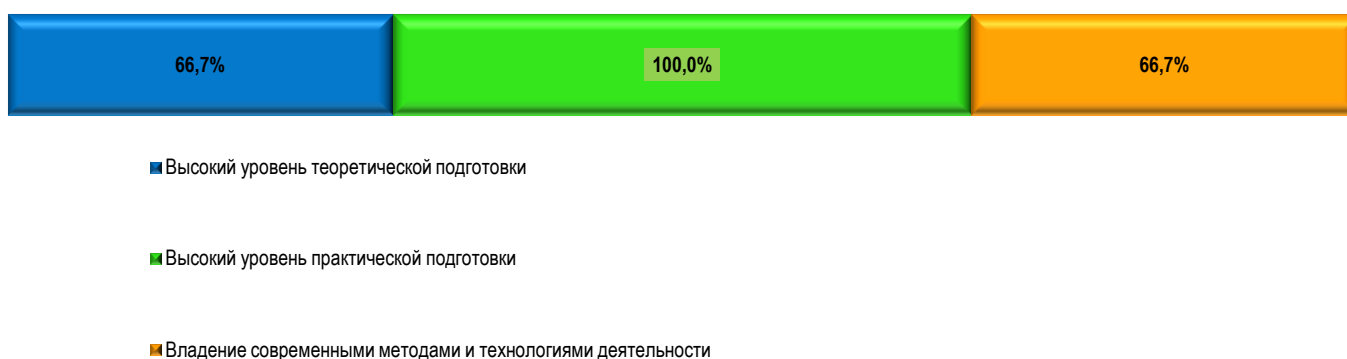 66,7% 100,0% 66,7%
Высокий уровень теоретической подготовки
Высокий уровень практической подготовки
Владение современными методами и технологиями деятельности